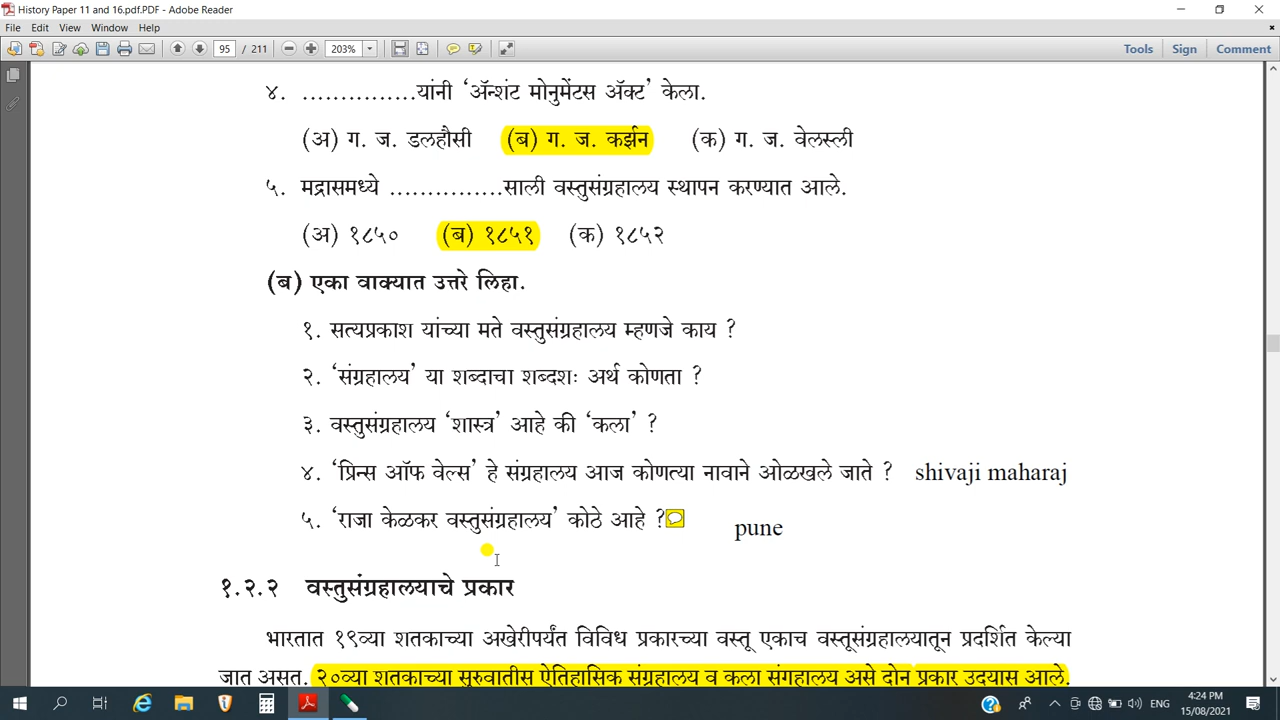 History Paper 11 and 16.pdf.PDF - Adobe Reader
File Edit View Window Help
95 / 211 203% Tools Sign Comment
४. ...............यांनी ‘ॲन्शंट मोनुमेंटस ॲक्ट’ केला.
(अ) ग. ज. डलहौसी (ब) ग. ज. कर्झन (क) ग. ज. वेलस्ली
५. मद्रासमध्ये ...............साली वस्तुसंग्रहालय स्थापन करण्यात आले.
(अ) १८५० (ब) १८५१ (क) १८५२
(ब) एका वाक्यात उत्तरे लिहा.
१. सत्यप्रकाश यांच्या मते वस्तुसंग्रहालय म्हणजे काय ?
२. ‘संग्रहालय’ या शब्दाचा शब्दशः अर्थ कोणता ?
३. वस्तुसंग्रहालय ‘शास्त्र’ आहे की ‘कला’ ?
४. ‘प्रिन्स ऑफ वेल्स’ हे संग्रहालय आज कोणत्या नावाने ओळखले जाते ? shivaji maharaj
५. ‘राजा केळकर वस्तुसंग्रहालय’ कोठे आहे ? pune
१.२.२ वस्तुसंग्रहालयाचे प्रकार
भारतात १९व्या शतकाच्या अखेरीपर्यंत विविध प्रकारच्या वस्तू एकाच वस्तूसंग्रहालयातून प्रदर्शित केल्या
जात असत. २०व्या शतकाच्या सुरुवातीस ऐतिहासिक संग्रहालय व कला संगहालय असे दोन प्रकार उदयास आले.
ENG 4:24 PM
15/08/2021